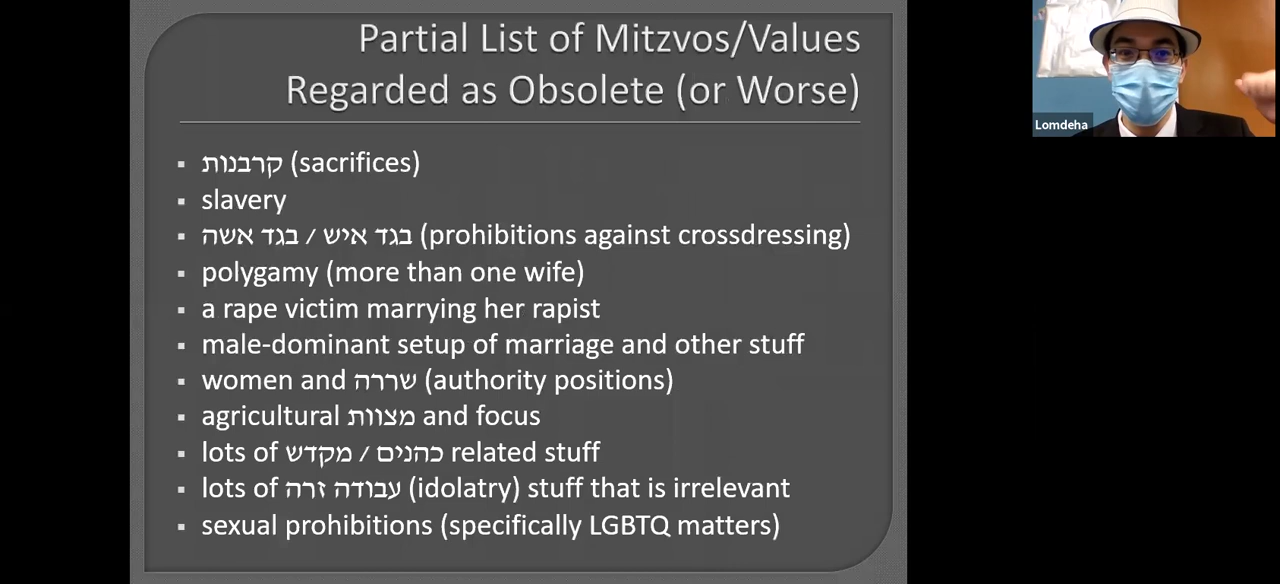 Partial List of Mitzvos/Values
Regarded as Obsolete (or Worse)
▪ קרבנות (sacrifices)
▪ slavery
▪ בגד איש / בגד אשה (prohibitions against crossdressing)
▪ polygamy (more than one wife)
▪ a rape victim marrying her rapist
▪ male-dominant setup of marriage and other stuff
▪ women and שררה (authority positions)
▪ agricultural מצוות and focus
▪ lots of כהנים / מקדש related stuff
▪ lots of עבודה זרה (idolatry) stuff that is irrelevant
▪ sexual prohibitions (specifically LGBTQ matters)
Lomdeha